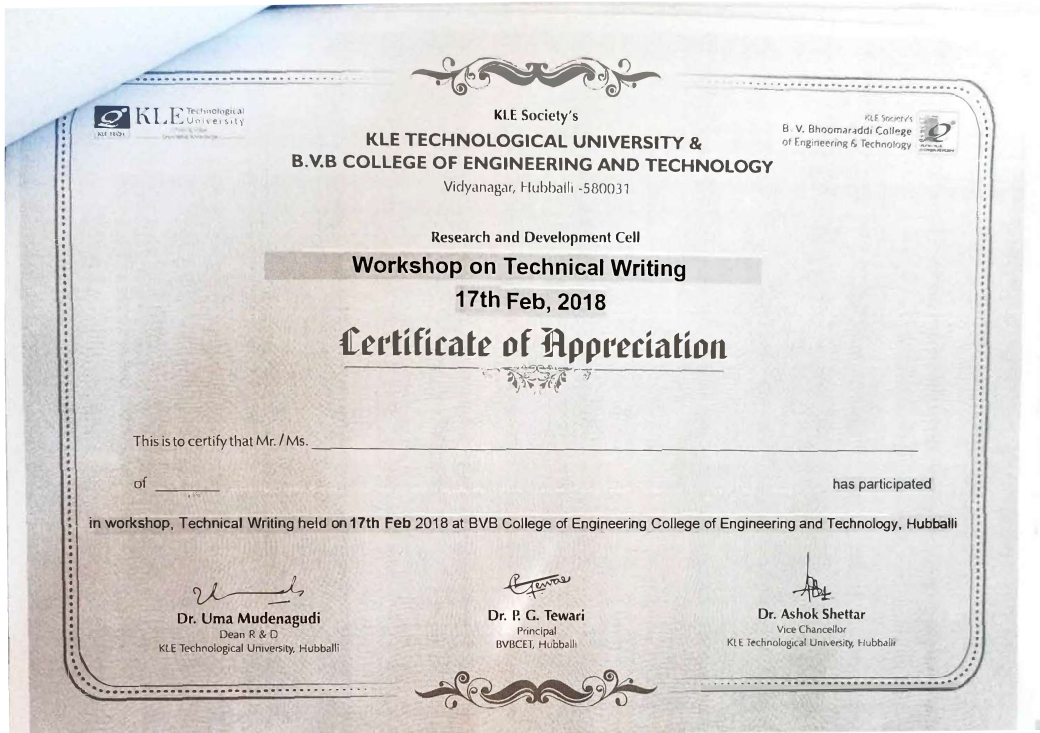 KLE Technological
University
KLE TECH
KLE Society's
KLE TECHNOLOGICAL UNIVERSITY &
B.V.B COLLEGE OF ENGINEERING AND TECHNOLOGY
Vidyanagar, Hubballi -580031
KLE Society's
B. V. Bhoomaraddi College
of Engineering & Technology
Research and Development Cell
Workshop on Technical Writing
17th Feb, 2018
Certificate of Appreciation
This is to certify that Mr. / Ms.
of has participated
in workshop, Technical Writing held on 17th Feb 2018 at BVB College of Engineering College of Engineering and Technology, Hubballi
Dr. Uma Mudenagudi
Dean R & D
KLE Technological University, Hubballi
Dr. P. G. Tewari
Principal
BVBCET, Hubballi
Dr. Ashok Shettar
Vice Chancellor
KLE Technological University, Hubballi